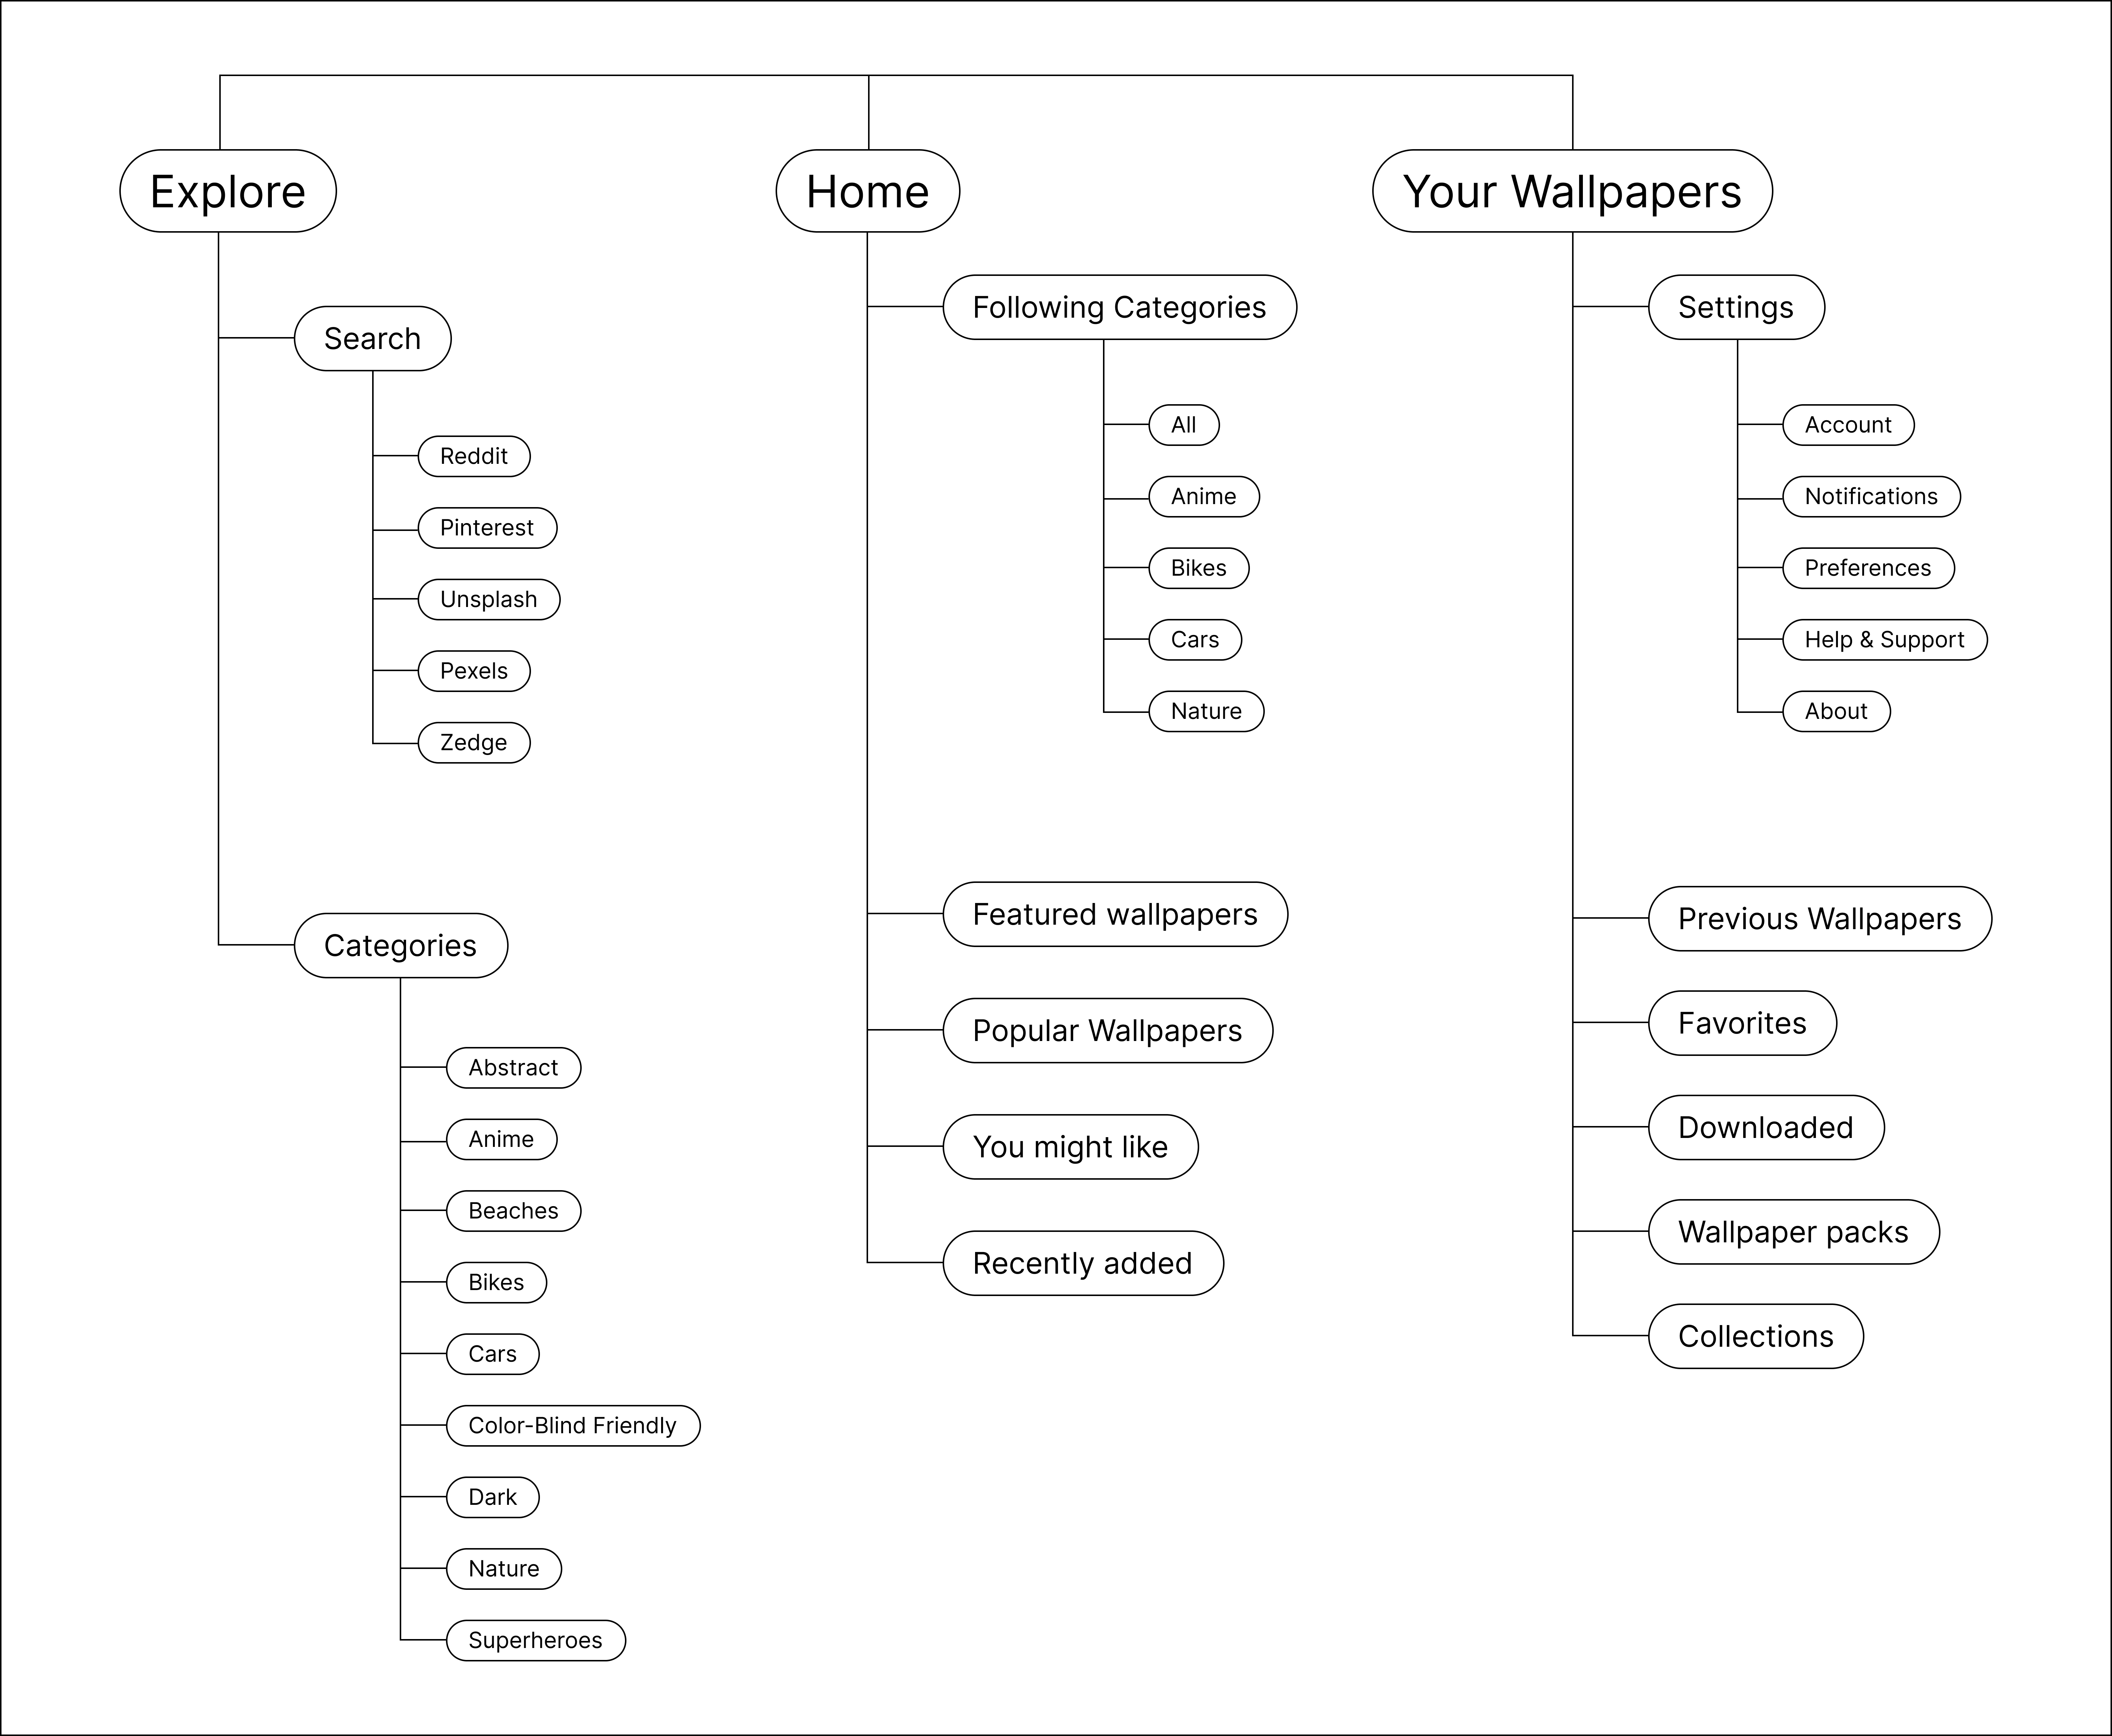 Explore
Search
Reddit
Pinterest
Unsplash
Pexels
Zedge
Categories
Abstract
Anime
Beaches
Bikes
Cars
Color-Blind Friendly
Dark
Nature
Superheroes
Home
Following Categories
All
Anime
Bikes
Cars
Nature
Featured wallpapers
Popular Wallpapers
You might like
Recently added
Your Wallpapers
Settings
Account
Notifications
Preferences
Help & Support
About
Previous Wallpapers
Favorites
Downloaded
Wallpaper packs
Collections